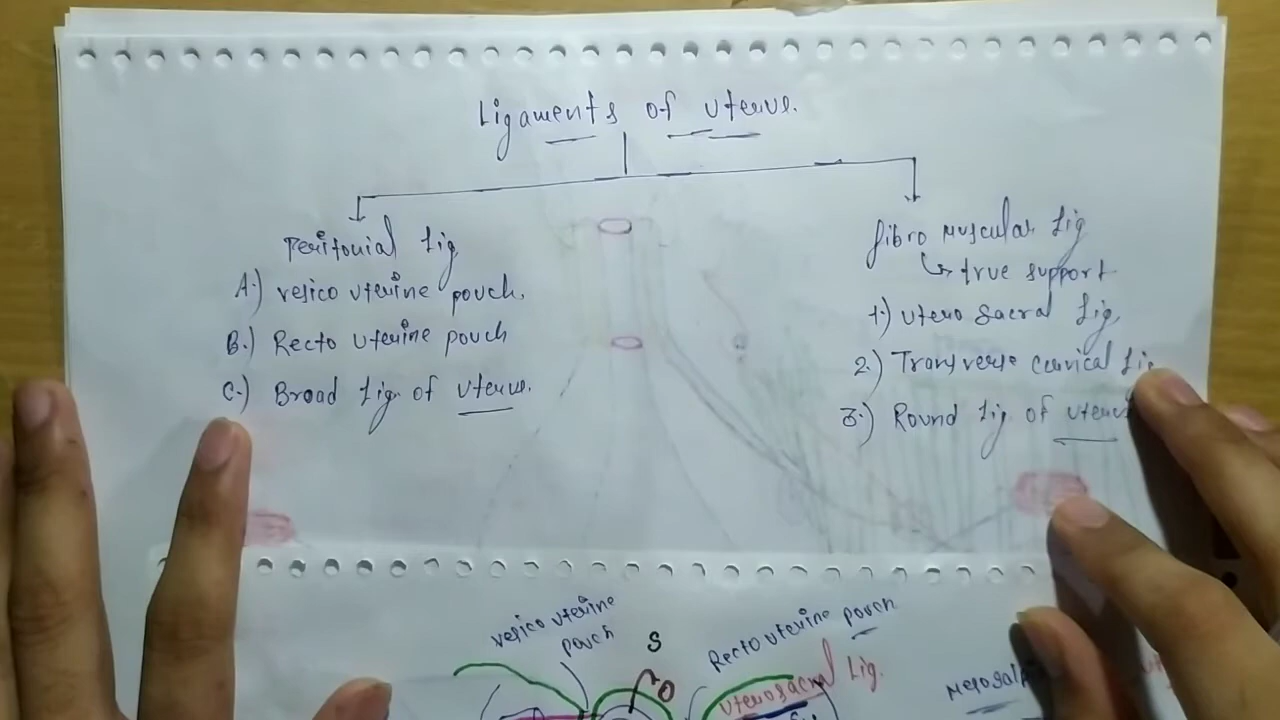 Ligaments of uterus.
Peritonial Lig
A.) vesico uterine pouch.
B.) Recto uterine pouch
C.) Broad Lig. of uterus.
fibro Muscular Lig
↳ true support
1.) Utero Sacral Lig.
2.) Transverse cervical Lig
3.) Round Lig of uterus
vesico uterine
pouch
S
Recto uterine pouch
uterosacral Lig.